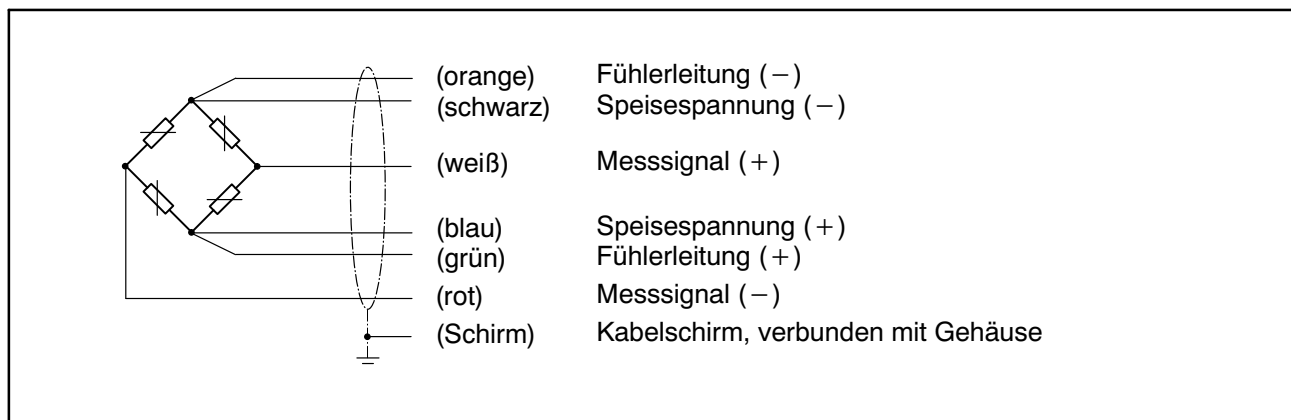 (orange) Fühlerleitung (−)
(schwarz) Speisespannung (−)
(weiß) Messsignal (+)
(blau) Speisespannung (+)
(grün) Fühlerleitung (+)
(rot) Messsignal (−)
(Schirm) Kabelschirm, verbunden mit Gehäuse